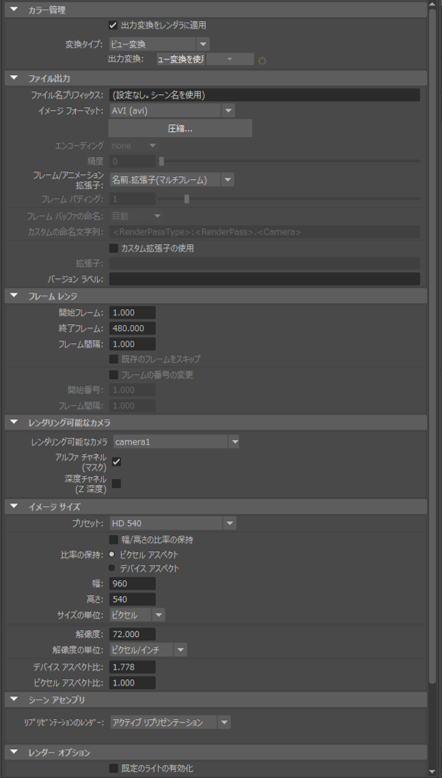 カラー管理
出力変換をレンダラに適用
変換タイプ: ビュー変換
出力変換: ュー変換を使ﾉ
ファイル出力
ファイル名プリフィックス: (設定なし。シーン名を使用)
イメージ フォーマット: AVI (avi)
圧縮...
エンコーディング none
精度 0
フレーム/アニメーション
拡張子: 名前.拡張子(マルチフレーム)
フレーム パディング: 1
フレーム バッファの命名: 自動
カスタムの命名文字列: <RenderPassType>:<RenderPass>.<Camera>
カスタム拡張子の使用
拡張子:
バージョン ラベル:
フレーム レンジ
開始フレーム: 1.000
終了フレーム: 480.000
フレーム間隔: 1.000
既存のフレームをスキップ
フレームの番号の変更
開始番号: 1.000
フレーム間隔: 1.000
レンダリング可能なカメラ
レンダリング可能なカメラ camera1
アルファ チャネル
(マスク)
深度チャネル
(Z 深度)
イメージ サイズ
プリセット: HD 540
幅/高さの比率の保持
比率の保持: ピクセル アスペクト
デバイス アスペクト
幅: 960
高さ: 540
サイズの単位: ピクセル
解像度: 72.000
解像度の単位: ピクセル/インチ
デバイス アスペクト比: 1.778
ピクセル アスペクト比: 1.000
シーン アセンブリ
リプリゼンテーションのレンダー: アクティブ リプリゼンテーション
レンダー オプション
既定のライトの有効化